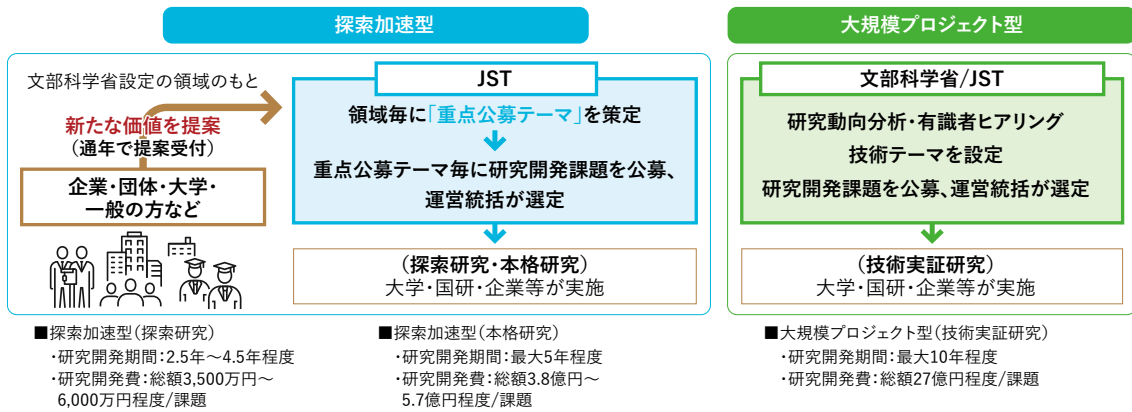 探索加速型
文部科学省設定の領域のもと
新たな価値を提案
(通年で提案受付)
企業・団体・大学・
一般の方など
JST
領域毎に「重点公募テーマ」を策定
重点公募テーマ毎に研究開発課題を公募、
運営統括が選定
(探索研究・本格研究)
大学・国研・企業等が実施
■探索加速型(探索研究)
・研究開発期間:2.5年〜4.5年程度
・研究開発費:総額3,500万円〜
6,000万円程度/課題
■探索加速型(本格研究)
・研究開発期間:最大5年程度
・研究開発費:総額3.8億円〜
5.7億円程度/課題
大規模プロジェクト型
文部科学省/JST
研究動向分析・有識者ヒアリング
技術テーマを設定
研究開発課題を公募、運営統括が選定
(技術実証研究)
大学・国研・企業等が実施
■大規模プロジェクト型(技術実証研究)
・研究開発期間:最大10年程度
・研究開発費:総額27億円程度/課題